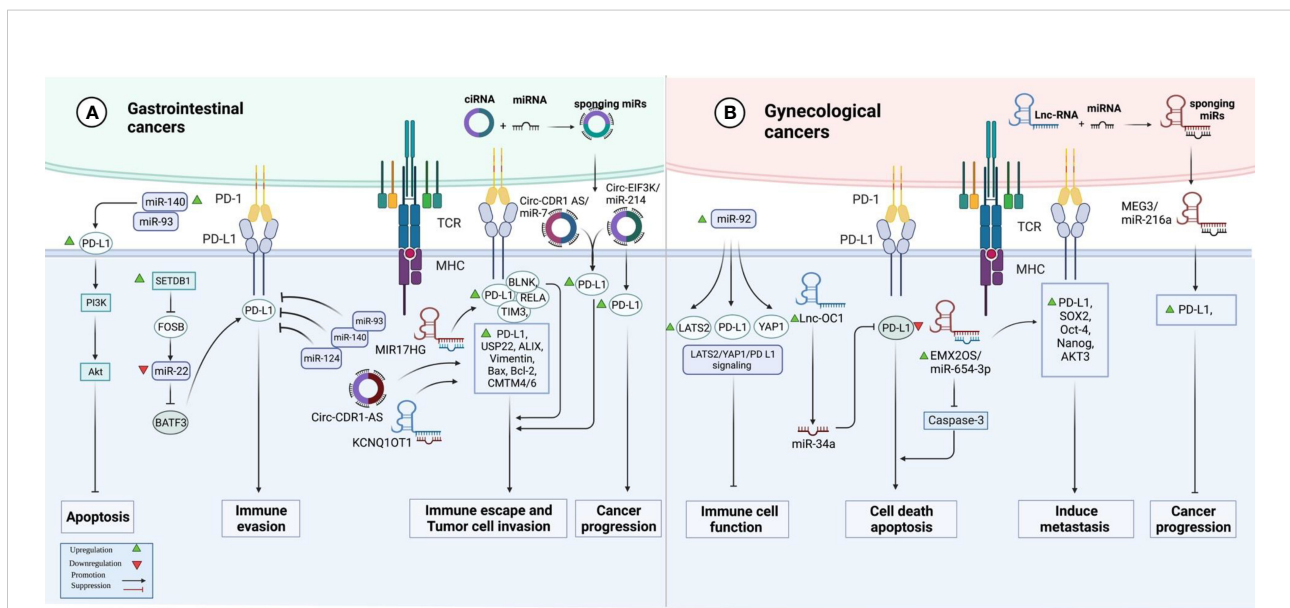 A
Gastrointestinal
cancers
ciRNA
+
miRNA
sponging miRs
miR-140
miR-93
PD-1
PD-L1
PD-L1
TCR
MHC
Circ-CDR1 AS/
miR-7
Circ-EIF3K/
miR-214
PI3K
Akt
SETDB1
FOSB
miR-22
BATF3
PD-L1
miR-93
miR-140
miR-124
MIR17HG
Circ-CDR1-AS
KCNQ1OT1
BLNK,
PD-L1
RELA
TIM3,
PD-L1,
USP22, ALIX,
Vimentin,
Bax, Bcl-2,
CMTM4/6
PD-L1
PD-L1
Apoptosis
Immune
evasion
Immune escape and
Tumor cell invasion
Cancer
progression
Upregulation
Downregulation
Promotion
Suppression
B
Gynecological
cancers
Lnc-RNA
+
miRNA
sponging
miRs
miR-92
PD-1
PD-L1
TCR
MHC
MEG3/
miR-216a
LATS2
PD-L1
YAP1
LATS2/YAP1/PD L1
signaling
Lnc-OC1
miR-34a
PD-L1
EMX2OS/
miR-654-3p
Caspase-3
PD-L1,
SOX2,
Oct-4,
Nanog,
AKT3
PD-L1,
Immune cell
function
Cell death
apoptosis
Induce
metastasis
Cancer
progression